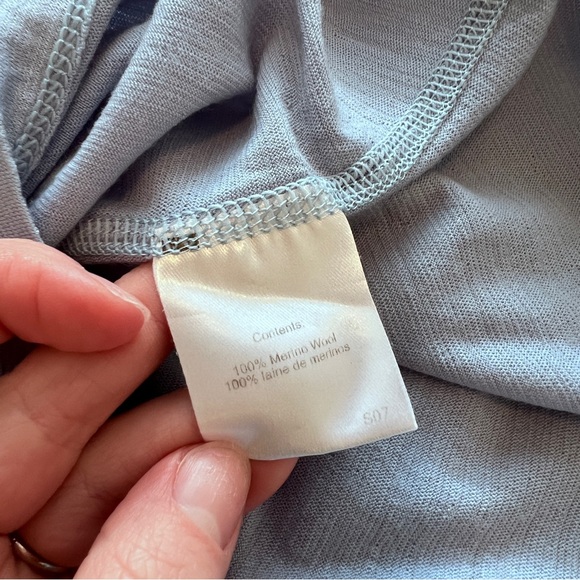 Contents:
100% Merino Wool
100% laine de merinos
S07